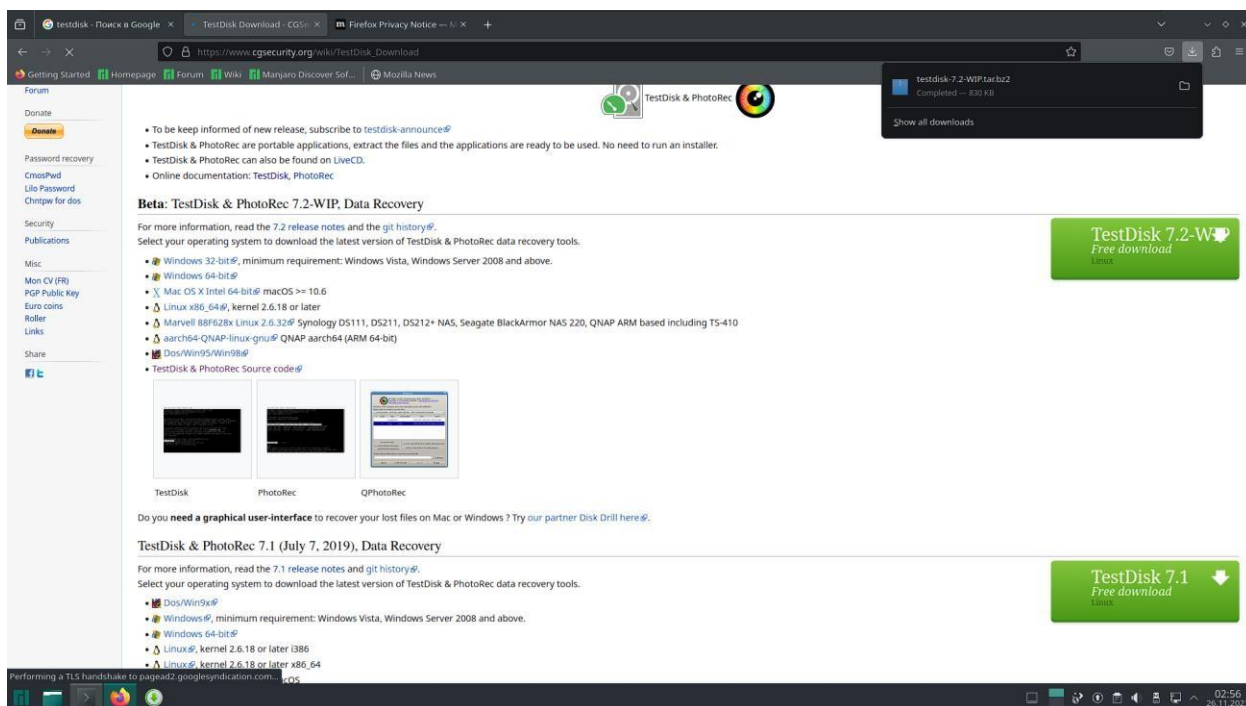 testdisk - Поиск в Google
TestDisk Download - CGSe
Firefox Privacy Notice — M
https://www.cgsecurity.org/wiki/TestDisk_Download
Getting Started Homepage Forum Wiki Manjaro Discover Sof... Mozilla News
testdisk-7.2-WIP.tar.bz2
Completed — 830 KB
Show all downloads
Forum
Donate
Donate
Password recovery
CmosPwd
Lilo Password
Chntpw for dos
Security
Publications
Misc
Mon CV (FR)
PGP Public Key
Euro coins
Roller
Links
Share
TestDisk & PhotoRec
• To be keep informed of new release, subscribe to testdisk-announce
• TestDisk & PhotoRec are portable applications, extract the files and the applications are ready to be used. No need to run an installer.
• TestDisk & PhotoRec can also be found on LiveCD.
• Online documentation: TestDisk, PhotoRec
Beta: TestDisk & PhotoRec 7.2-WIP, Data Recovery
For more information, read the 7.2 release notes and the git history.
Select your operating system to download the latest version of TestDisk & PhotoRec data recovery tools.
• Windows 32-bit, minimum requirement: Windows Vista, Windows Server 2008 and above.
• Windows 64-bit
• Mac OS X Intel 64-bit macOS >= 10.6
• Linux x86_64, kernel 2.6.18 or later
• Marvell 88F628x Linux 2.6.32 Synology DS111, DS211, DS212+ NAS, Seagate BlackArmor NAS 220, QNAP ARM based including TS-410
• aarch64-QNAP-linux-gnu QNAP aarch64 (ARM 64-bit)
• Dos/Win95/Win98
• TestDisk & PhotoRec Source code
TestDisk 7.2-WIP
Free download
Linux
TestDisk PhotoRec QPhotoRec
Do you need a graphical user-interface to recover your lost files on Mac or Windows ? Try our partner Disk Drill here.
TestDisk & PhotoRec 7.1 (July 7, 2019), Data Recovery
For more information, read the 7.1 release notes and git history.
Select your operating system to download the latest version of TestDisk & PhotoRec data recovery tools.
• Dos/Win9x
• Windows, minimum requirement: Windows Vista, Windows Server 2008 and above.
• Windows 64-bit
• Linux, kernel 2.6.18 or later i386
• Linux, kernel 2.6.18 or later x86_64
TestDisk 7.1
Free download
Linux
Performing a TLS handshake to pagead2.googlesyndication.com...
02:56